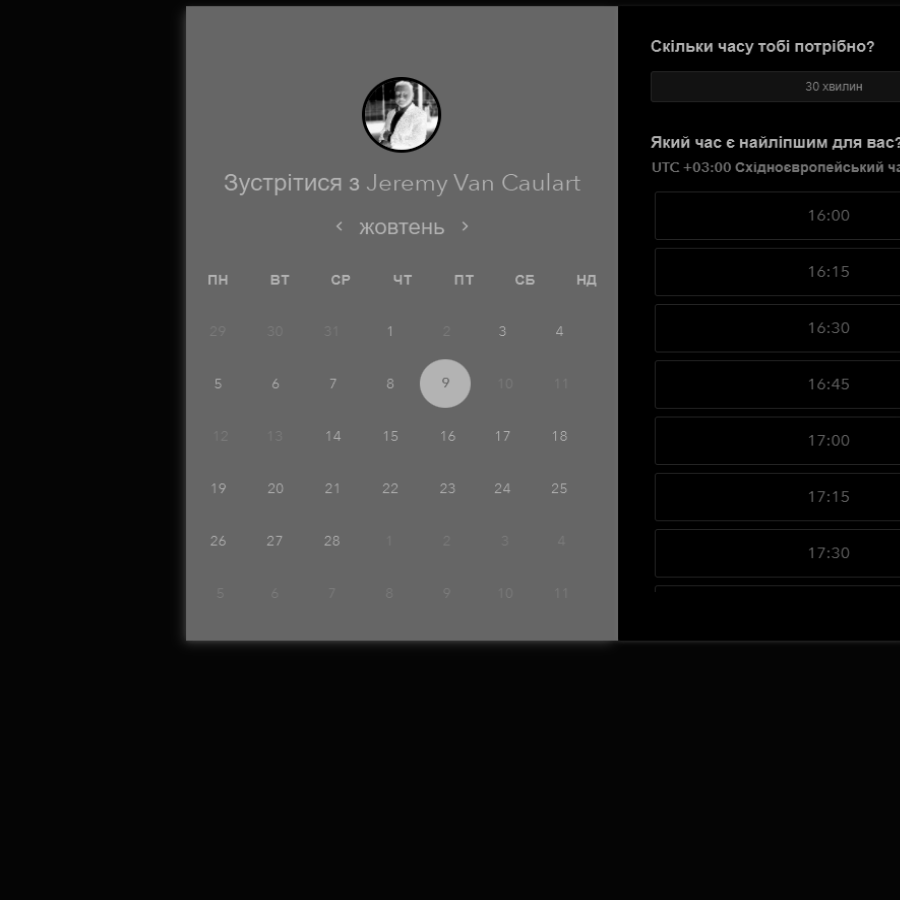 Зустрітися з Jeremy Van Caulart
‹ жовтень ›
ПН ВТ СР ЧТ ПТ СБ НД
29 30 31 1 2 3 4
5 6 7 8 9 10 11
12 13 14 15 16 17 18
19 20 21 22 23 24 25
26 27 28 1 2 3 4
5 6 7 8 9 10 11
Скільки часу тобі потрібно?
30 хвилин
Який час є найліпшим для вас?
UTC +03:00 Східноєвропейський
16:00
16:15
16:30
16:45
17:00
17:15
17:30